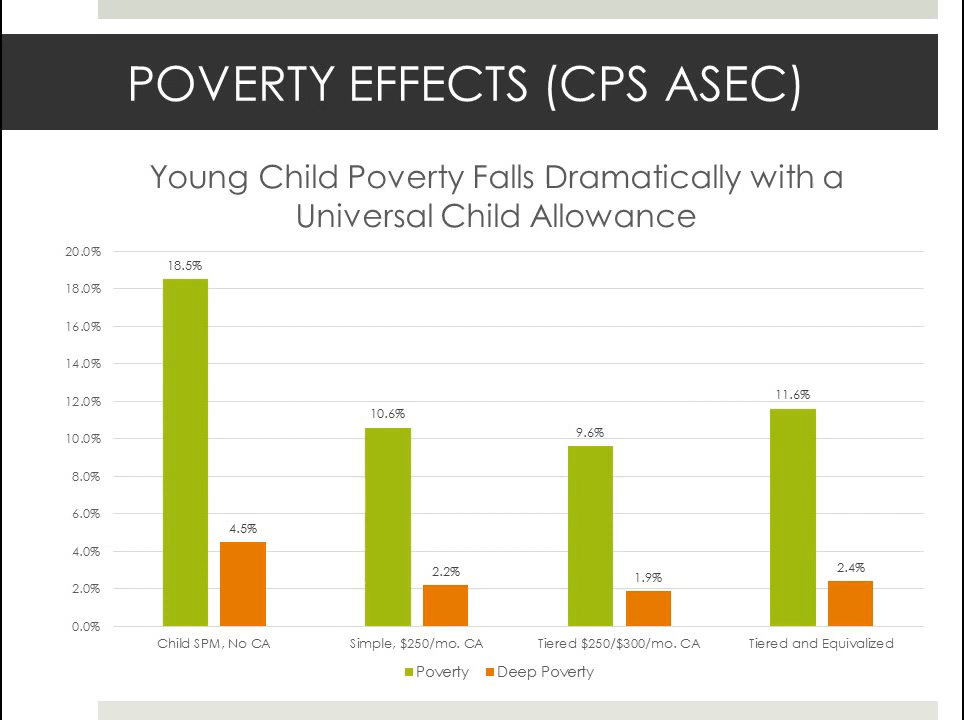 POVERTY EFFECTS (CPS ASEC)
Young Child Poverty Falls Dramatically with a
Universal Child Allowance
20.0%
18.5%
18.0%
16.0%
14.0%
12.0%
11.6%
10.6%
10.0%
9.6%
8.0%
6.0%
4.5%
4.0%
2.2%
1.9%
2.4%
2.0%
0.0%
Child SPM, No CA
Simple, $250/mo. CA
Tiered $250/$300/mo. CA
Tiered and Equivalized
Poverty
Deep Poverty